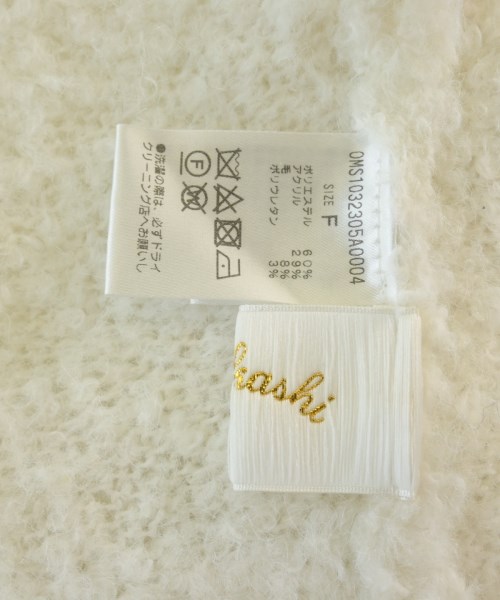 0MS1032305A0004
SIZE F
ポリエステル 60%
アクリル 29%
毛 8%
ポリウレタン 3%
F W
●洗濯の際は、必ずドライ
クリーニング店へお願いし
kashi